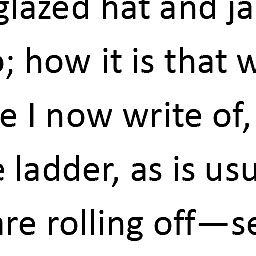 glazed hat and ja
; how it is that w
e I now write of,
e ladder, as is usu
are rolling off—se